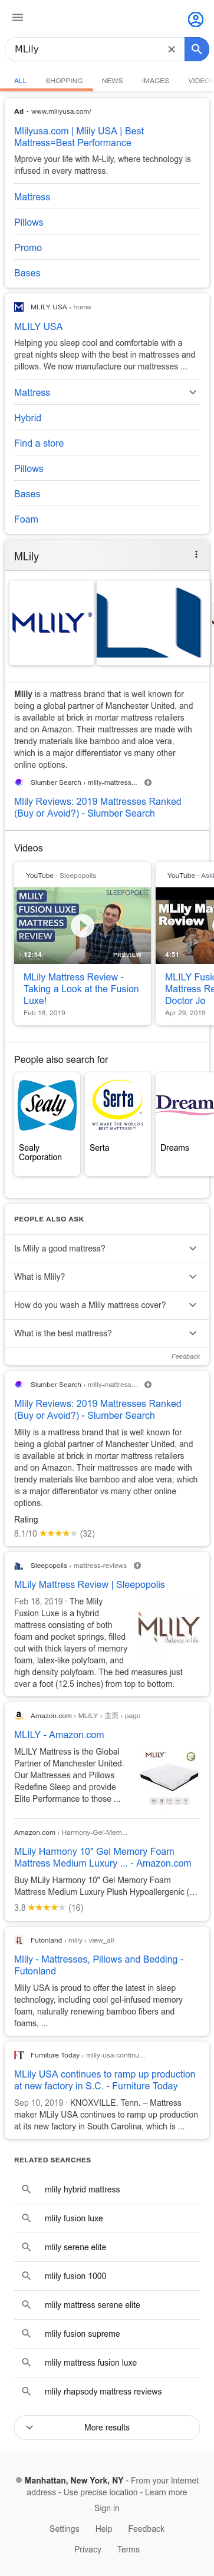 MLily
ALL SHOPPING NEWS IMAGES VIDEOS
Ad · www.mlilyusa.com/
Mlilyusa.com | Mlily USA | Best
Mattress=Best Performance
Mprove your life with M-Lily, where technology is
infused in every mattress.
Mattress
Pillows
Promo
Bases
MLILY USA › home
MLILY USA
Helping you sleep cool and comfortable with a
great nights sleep with the best in mattresses and
pillows. We now manufacture our mattresses ...
Mattress
Hybrid
Find a store
Pillows
Bases
Foam
MLily
MLILY®
Mlily is a mattress brand that is well known for
being a global partner of Manchester United, and
is available at brick in mortar mattress retailers
and on Amazon. Their mattresses are made with
trendy materials like bamboo and aloe vera,
which is a major differentiator vs many other
online options.
Slumber Search › mlily-mattress...
Mlily Reviews: 2019 Mattresses Ranked
(Buy or Avoid?) - Slumber Search
Videos
YouTube · Sleepopolis
SLEEPOPOLIS
MLILY
FUSION LUXE
MATTRESS
REVIEW
12:14
PREVIEW
MLily Mattress Review -
Taking a Look at the Fusion
Luxe!
Feb 18, 2019
YouTube · Ask
MLily Ma
Mattress R
4:51
MLILY Fusi
Mattress Re
Doctor Jo
Apr 29, 2019
People also search for
Sealy
Sealy
Corporation
Serta
WE MAKE THE WORLD'S
BEST MATTRESS™
Serta
Dream
Dreams
PEOPLE ALSO ASK
Is Mlily a good mattress?
What is Mlily?
How do you wash a Mlily mattress cover?
What is the best mattress?
Feedback
Slumber Search › mlily-mattress...
Mlily Reviews: 2019 Mattresses Ranked
(Buy or Avoid?) - Slumber Search
Mlily is a mattress brand that is well known for
being a global partner of Manchester United, and
is available at brick in mortar mattress retailers
and on Amazon. Their mattresses are made with
trendy materials like bamboo and aloe vera, which
is a major differentiator vs many other online
options.
Rating
8.1/10 ★★★★★ (32)
Sleepopolis › mattress-reviews
MLily Mattress Review | Sleepopolis
Feb 18, 2019 · The Mlily
Fusion Luxe is a hybrid
mattress consisting of both
foam and pocket springs, filled
out with thick layers of memory
foam, latex-like polyfoam, and
high density polyfoam. The bed measures just
over a foot (12.5 inches) from top to bottom.
MLILY
Balance in life
Amazon.com › MLILY › 主页 › page
MLILY - Amazon.com
MLILY Mattress is the Global
Partner of Manchester United.
Our Mattresses and Pillows
Redefine Sleep and provide
Elite Performance to those ...
MLILY
Amazon.com › Harmony-Gel-Mem...
MLily Harmony 10" Gel Memory Foam
Mattress Medium Luxury ... - Amazon.com
Buy MLily Harmony 10" Gel Memory Foam
Mattress Medium Luxury Plush Hypoallergenic (...
3.8 ★★★★★ (16)
Futonland › mlily › view_all
Mlily - Mattresses, Pillows and Bedding -
Futonland
Mlily USA is proud to offer the latest in sleep
technology, including cool gel-infused memory
foam, naturally renewing bamboo fibers and
foams, ...
FT
Furniture Today › mlily-usa-continu...
MLILY USA continues to ramp up production
at new factory in S.C. - Furniture Today
Sep 10, 2019 · KNOXVILLE, Tenn. – Mattress
maker MLily USA continues to ramp up production
at its new factory in South Carolina, which is ...
RELATED SEARCHES
mlily hybrid mattress
mlily fusion luxe
mlily serene elite
mlily fusion 1000
mlily mattress serene elite
mlily fusion supreme
mlily mattress fusion luxe
mlily rhapsody mattress reviews
More results
Manhattan, New York, NY - From your Internet
address - Use precise location - Learn more
Sign in
Settings Help Feedback
Privacy Terms